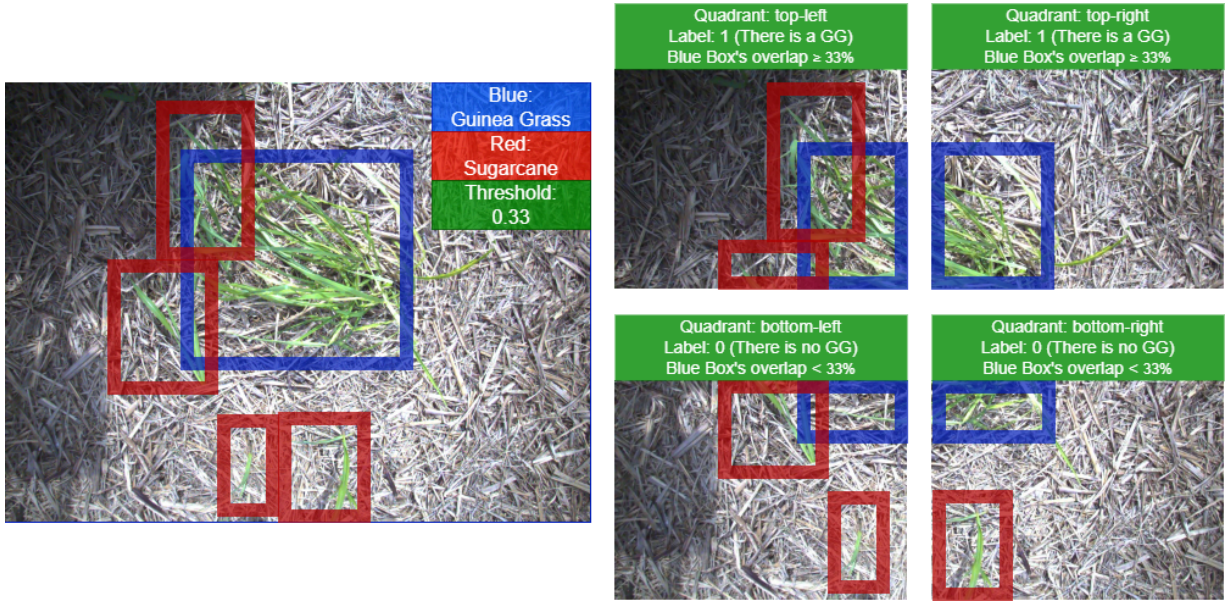 Blue:
Guinea Grass
Red:
Sugarcane
Threshold:
0.33
Quadrant: top-left
Label: 1 (There is a GG)
Blue Box's overlap ≥ 33%
Quadrant: top-right
Label: 1 (There is a GG)
Blue Box's overlap ≥ 33%
Quadrant: bottom-left
Label: 0 (There is no GG)
Blue Box's overlap < 33%
Quadrant: bottom-right
Label: 0 (There is no GG)
Blue Box's overlap < 33%